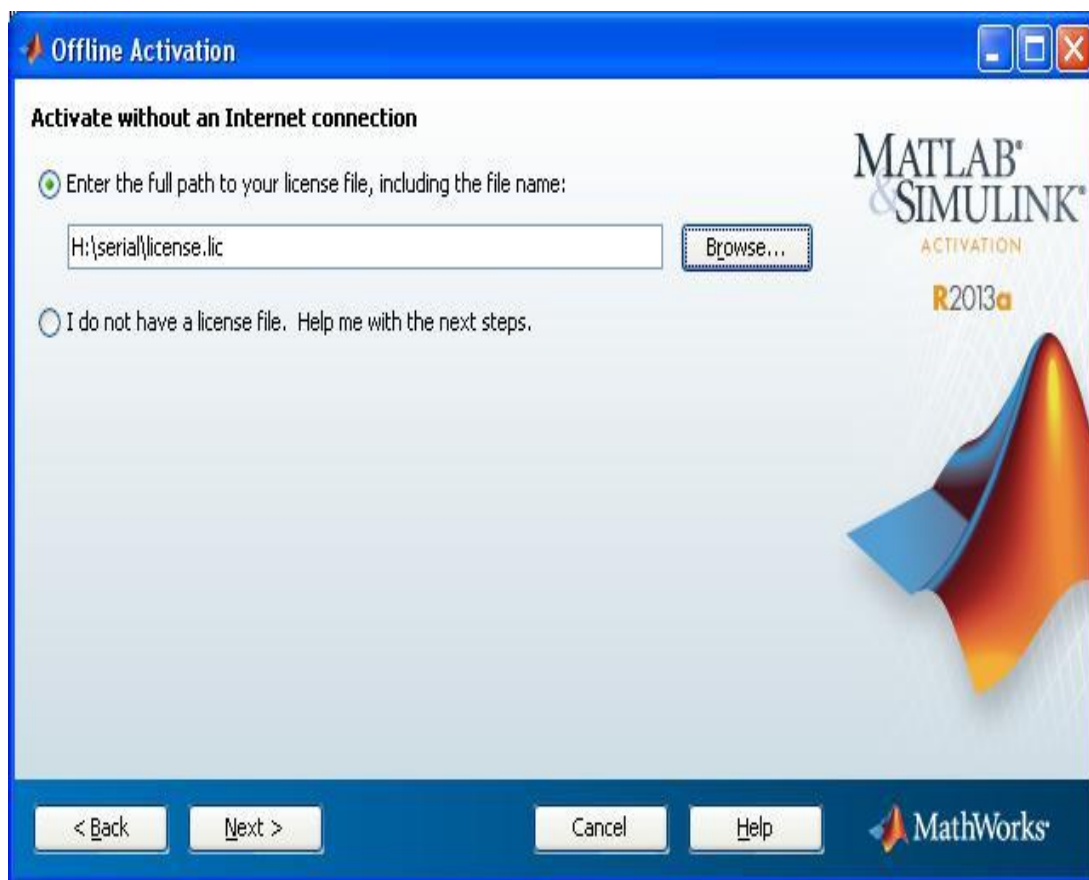 Offline Activation
Activate without an Internet connection
Enter the full path to your license file, including the file name:
H:\serial\license.lic
Browse...
I do not have a license file. Help me with the next steps.
MATLAB®
&SIMULINK®
ACTIVATION
R2013a
< Back
Next >
Cancel
Help
MathWorks®